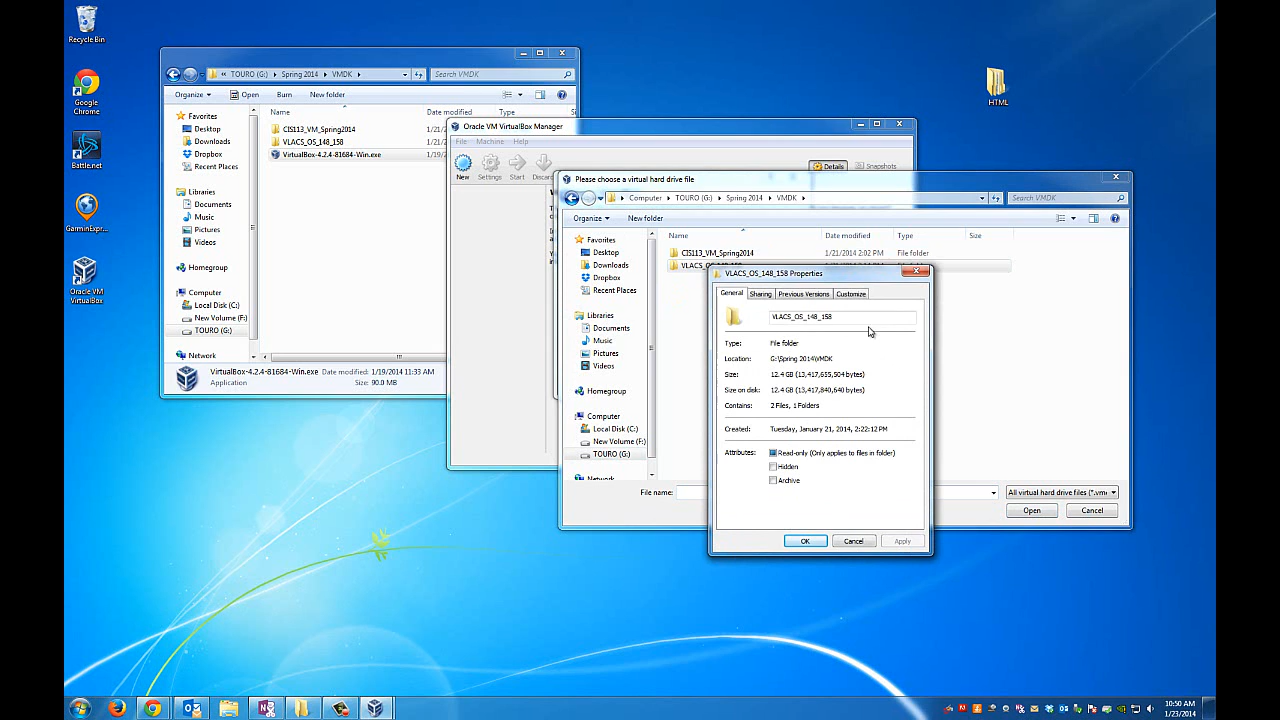 Recycle Bin
Google
Chrome
Battle.net
GarminExpr...
Oracle VM
VirtualBox
HTML
« TOURO (G:) ▸ Spring 2014 ▸ VMDK ▸
Search VMDK
Organize ▾ Open Burn New folder
Favorites
Desktop
Downloads
Dropbox
Recent Places
Libraries
Documents
Music
Pictures
Videos
Homegroup
Computer
Local Disk (C:)
New Volume (F:)
TOURO (G:)
Network
Name Date modified Type
CIS113_VM_Spring2014 1/21/2
VLACS_OS_148_158 1/21/2
VirtualBox-4.2.4-81684-Win.exe 1/19/2
VirtualBox-4.2.4-81684-Win.exe Date modified: 1/19/2014 11:33 AM
Application Size: 90.0 MB
Oracle VM VirtualBox Manager
File Machine Help
New Settings Start Discard
Details Snapshots
Please choose a virtual hard drive file
Computer ▸ TOURO (G:) ▸ Spring 2014 ▸ VMDK ▸
Search VMDK
Organize ▾ New folder
Favorites
Desktop
Downloads
Dropbox
Recent Places
Libraries
Documents
Music
Pictures
Videos
Homegroup
Computer
Local Disk (C:)
New Volume (F:)
TOURO (G:)
Network
Name Date modified Type Size
CIS113_VM_Spring2014 1/21/2014 2:02 PM File folder
File name:
All virtual hard drive files (*.vm
Open Cancel
VLACS_OS_148_158 Properties
General Sharing Previous Versions Customize
VLACS_OS_148_158
Type: File folder
Location: G:\Spring 2014\VMDK
Size: 12.4 GB (13,417,655,504 bytes)
Size on disk: 12.4 GB (13,417,840,640 bytes)
Contains: 2 Files, 1 Folders
Created: Tuesday, January 21, 2014, 2:22:12 PM
Attributes: Read-only (Only applies to files in folder)
Hidden
Archive
OK Cancel Apply
10:50 AM
1/23/2014